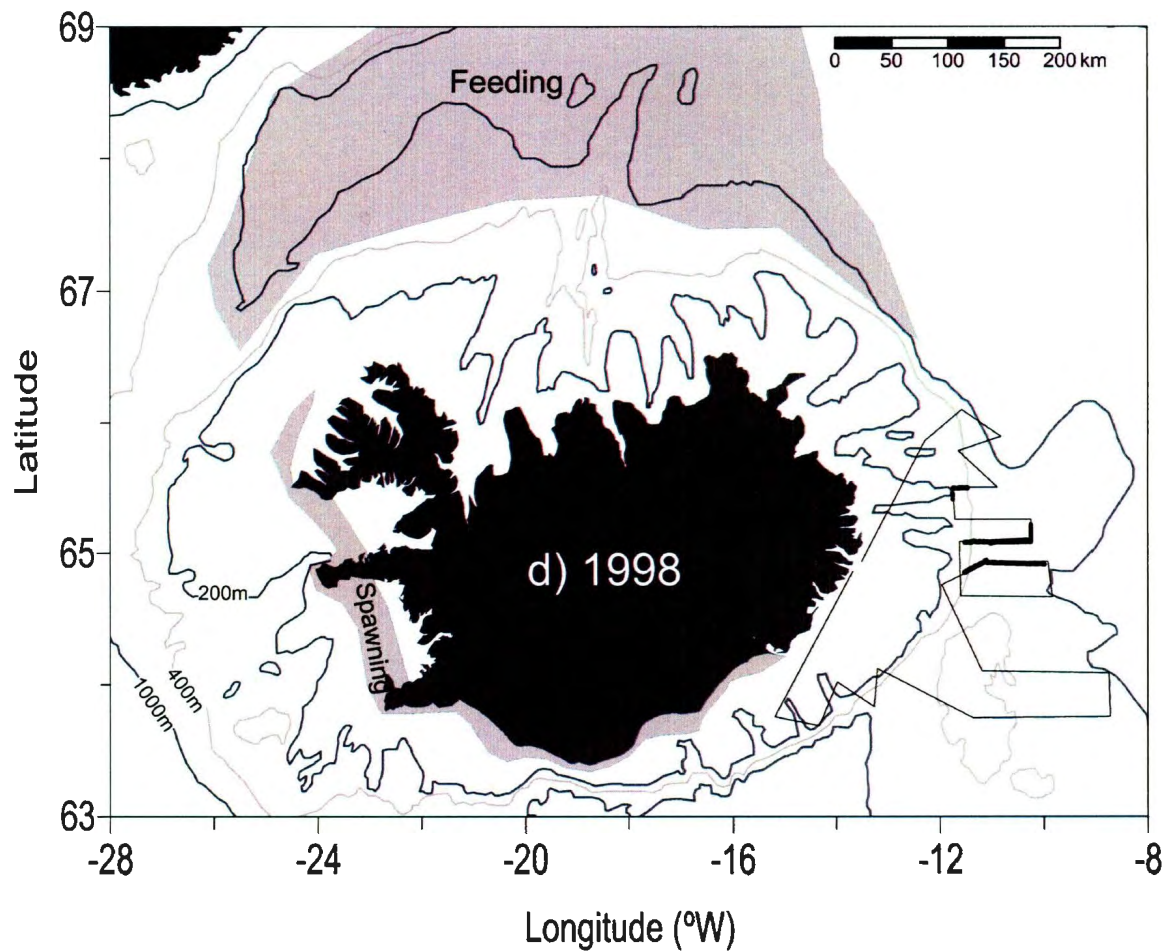 69
Feeding
0 50 100 150 200 km
67
Latitude
65
d) 1998
200m
Spawning
400m
1000m
63
-28 -24 -20 -16 -12 -8
Longitude (ºW)